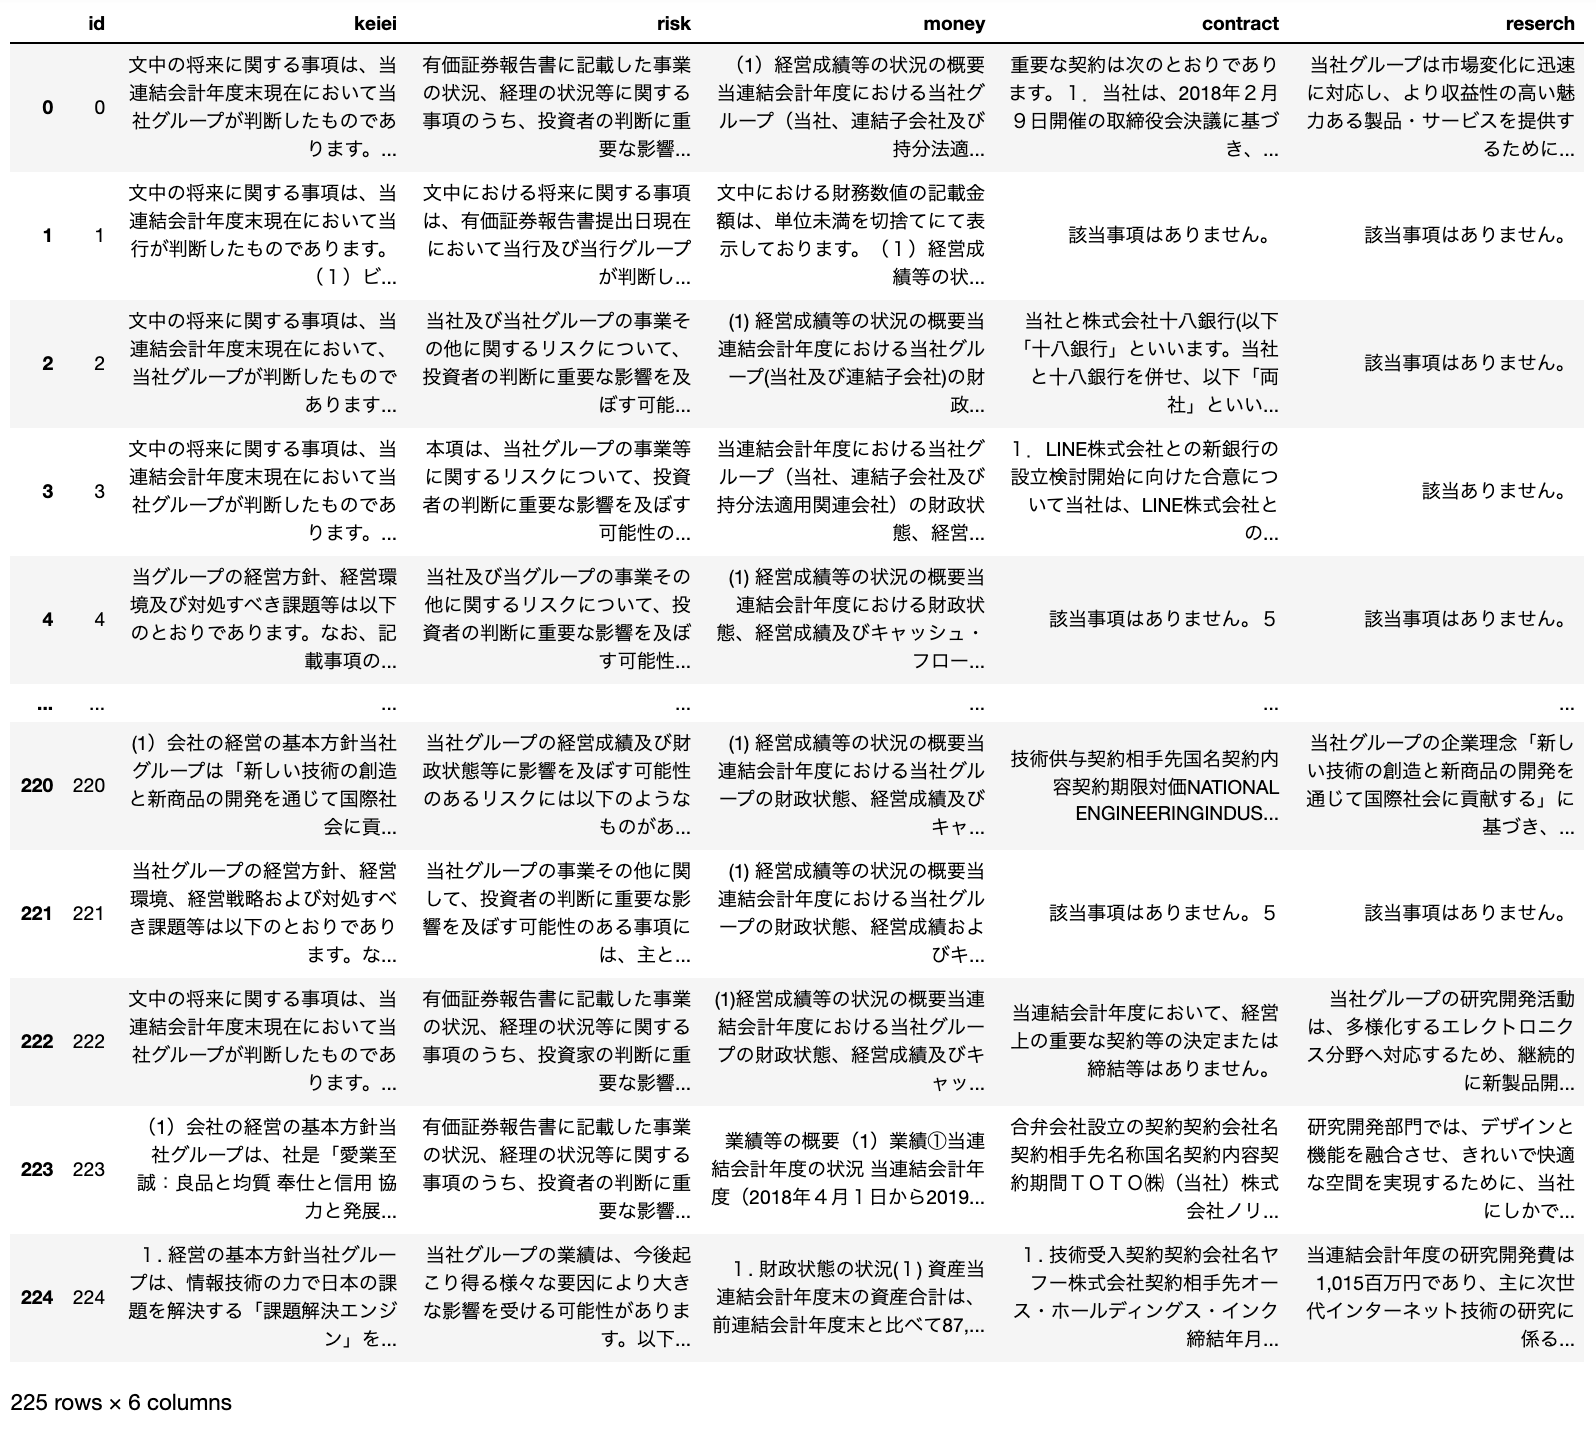 id keiei risk money contract reserch
0 0
文中の将来に関する事項は、当
連結会計年度末現在において当
社グループが判断したものであ
ります。...
有価証券報告書に記載した事業
の状況、経理の状況等に関する
事項のうち、投資者の判断に重
要な影響...
（1）経営成績等の状況の概要
当連結会計年度における当社グ
ループ（当社、連結子会社及び
持分法適...
重要な契約は次のとおりであり
ます。１．当社は、2018年２月
９日開催の取締役会決議に基づ
き、...
当社グループは市場変化に迅速
に対応し、より収益性の高い魅
力ある製品・サービスを提供す
るために...
1 1
文中の将来に関する事項は、当
連結会計年度末現在において当
行が判断したものであります。
（１）ビ...
文中における将来に関する事項
は、有価証券報告書提出日現在
において当行及び当行グループ
が判断し...
文中における財務数値の記載金
額は、単位未満を切捨てにて表
示しております。（１）経営成
績等の状...
該当事項はありません。
該当事項はありません。
2 2
文中の将来に関する事項は、当
連結会計年度末現在において、
当社グループが判断したもので
あります...
当社及び当社グループの事業そ
の他に関するリスクについて、
投資者の判断に重要な影響を及
ぼす可能...
(1) 経営成績等の状況の概要当
連結会計年度における当社グル
ープ(当社及び連結子会社)の財
政...
当社と株式会社十八銀行(以下
「十八銀行」といいます。当社
と十八銀行を併せ、以下「両
社」といい...
該当事項はありません。
3 3
文中の将来に関する事項は、当
連結会計年度末現在において当
社グループが判断したものであ
ります。...
本項は、当社グループの事業等
に関するリスクについて、投資
者の判断に重要な影響を及ぼす
可能性の...
当連結会計年度における当社グ
ループ（当社、連結子会社及び
持分法適用関連会社）の財政状
態、経営...
１．LINE株式会社との新銀行の
設立検討開始に向けた合意につ
いて当社は、LINE株式会社と
の...
該当ありません。
4 4
当グループの経営方針、経営環
境及び対処すべき課題等は以下
のとおりであります。なお、記
載事項の...
当社及び当グループの事業その
他に関するリスクについて、投
資者の判断に重要な影響を及ぼ
す可能性...
(1) 経営成績等の状況の概要当
連結会計年度における財政状
態、経営成績及びキャッシュ・
フロー...
該当事項はありません。５
該当事項はありません。
... ... ... ... ... ... ...
220 220
(1）会社の経営の基本方針当社
グループは「新しい技術の創造
と新商品の開発を通じて国際社
会に貢...
当社グループの経営成績及び財
政状態等に影響を及ぼす可能性
のあるリスクには以下のような
ものがあ...
(1) 経営成績等の状況の概要当
連結会計年度における当社グル
ープの財政状態、経営成績及び
キャ...
技術供与契約相手先国名契約内
容契約期限対価NATIONAL
ENGINEERINGINDUS...
当社グループの企業理念「新し
い技術の創造と新商品の開発を
通じて国際社会に貢献する」に
基づき、...
221 221
当社グループの経営方針、経営
環境、経営戦略および対処すべ
き課題等は以下のとおりであり
ます。な...
当社グループの事業その他に関
して、投資者の判断に重要な影
響を及ぼす可能性のある事項に
は、主と...
(1) 経営成績等の状況の概要当
連結会計年度における当社グル
ープの財政状態、経営成績およ
びキ...
該当事項はありません。５
該当事項はありません。
222 222
文中の将来に関する事項は、当
連結会計年度末現在において当
社グループが判断したものであ
ります。...
有価証券報告書に記載した事業
の状況、経理の状況等に関する
事項のうち、投資家の判断に重
要な影響...
(1)経営成績等の状況の概要当連
結会計年度における当社グルー
プの財政状態、経営成績及びキ
ャッ...
当連結会計年度において、経営
上の重要な契約等の決定または
締結等はありません。
当社グループの研究開発活動
は、多様化するエレクトロニク
ス分野へ対応するため、継続的
に新製品開...
223 223
（1）会社の経営の基本方針当
社グループは、社是「愛業至
誠：良品と均質 奉仕と信用 協
力と発展...
有価証券報告書に記載した事業
の状況、経理の状況等に関する
事項のうち、投資者の判断に重
要な影響...
業績等の概要（1）業績①当連
結会計年度の状況 当連結会計年
度（2018年４月１日から2019...
合弁会社設立の契約契約会社名
契約相手先名称国名契約内容契
約期間ＴＯＴＯ㈱（当社）株式
会社ノリ...
研究開発部門では、デザインと
機能を融合させ、きれいで快適
な空間を実現するために、当社
にしかで...
224 224
１. 経営の基本方針当社グルー
プは、情報技術の力で日本の課
題を解決する「課題解決エンジ
ン」を...
当社グループの業績は、今後起
こり得る様々な要因により大き
な影響を受ける可能性がありま
す。以下...
１. 財政状態の状況(１) 資産当
連結会計年度末の資産合計は、
前連結会計年度末と比べて87,...
１. 技術受入契約契約会社名ヤ
フー株式会社契約相手先オー
ス・ホールディングス・インク
締結年月...
当連結会計年度の研究開発費は
1,015百万円であり、主に次世
代インターネット技術の研究に
係る...
225 rows × 6 columns